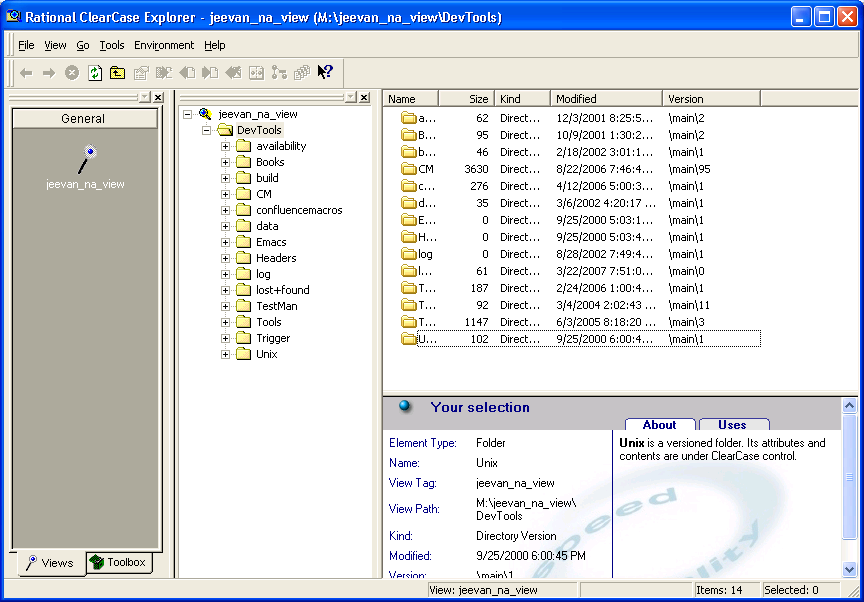 Rational ClearCase Explorer - jeevan_na_view (M:\jeevan_na_view\DevTools)
File View Go Tools Environment Help
General
jeevan_na_view
Views Toolbox
jeevan_na_view
DevTools
availability
Books
build
CM
confluencemacros
data
Emacs
Headers
log
lost+found
TestMan
Tools
Trigger
Unix
Name Size Kind Modified Version
a... 62 Direct... 12/3/2001 8:25:5... \main\2
B... 95 Direct... 10/9/2001 1:30:2... \main\2
b... 46 Direct... 2/18/2002 3:01:1... \main\1
CM 3630 Direct... 8/22/2006 7:46:4... \main\95
c... 276 Direct... 4/12/2006 5:00:3... \main\1
d... 35 Direct... 3/6/2002 4:20:17 ... \main\1
E... 0 Direct... 9/25/2000 5:03:1... \main\1
H... 0 Direct... 9/25/2000 5:03:4... \main\1
log 0 Direct... 8/28/2002 7:49:4... \main\1
l... 61 Direct... 3/22/2007 7:51:0... \main\0
T... 187 Direct... 2/24/2006 1:00:4... \main\1
T... 92 Direct... 3/4/2004 2:02:43 ... \main\11
T... 1147 Direct... 6/3/2005 8:18:20 ... \main\3
U... 102 Direct... 9/25/2000 6:00:4... \main\1
Your selection
About Uses
Element Type: Folder
Name: Unix
View Tag: jeevan_na_view
View Path: M:\jeevan_na_view\
DevTools
Kind: Directory Version
Modified: 9/25/2000 6:00:45 PM
Version: \main\1
Unix is a versioned folder. Its attributes and
contents are under ClearCase control.
speed
View: jeevan_na_view Items: 14 Selected: 0